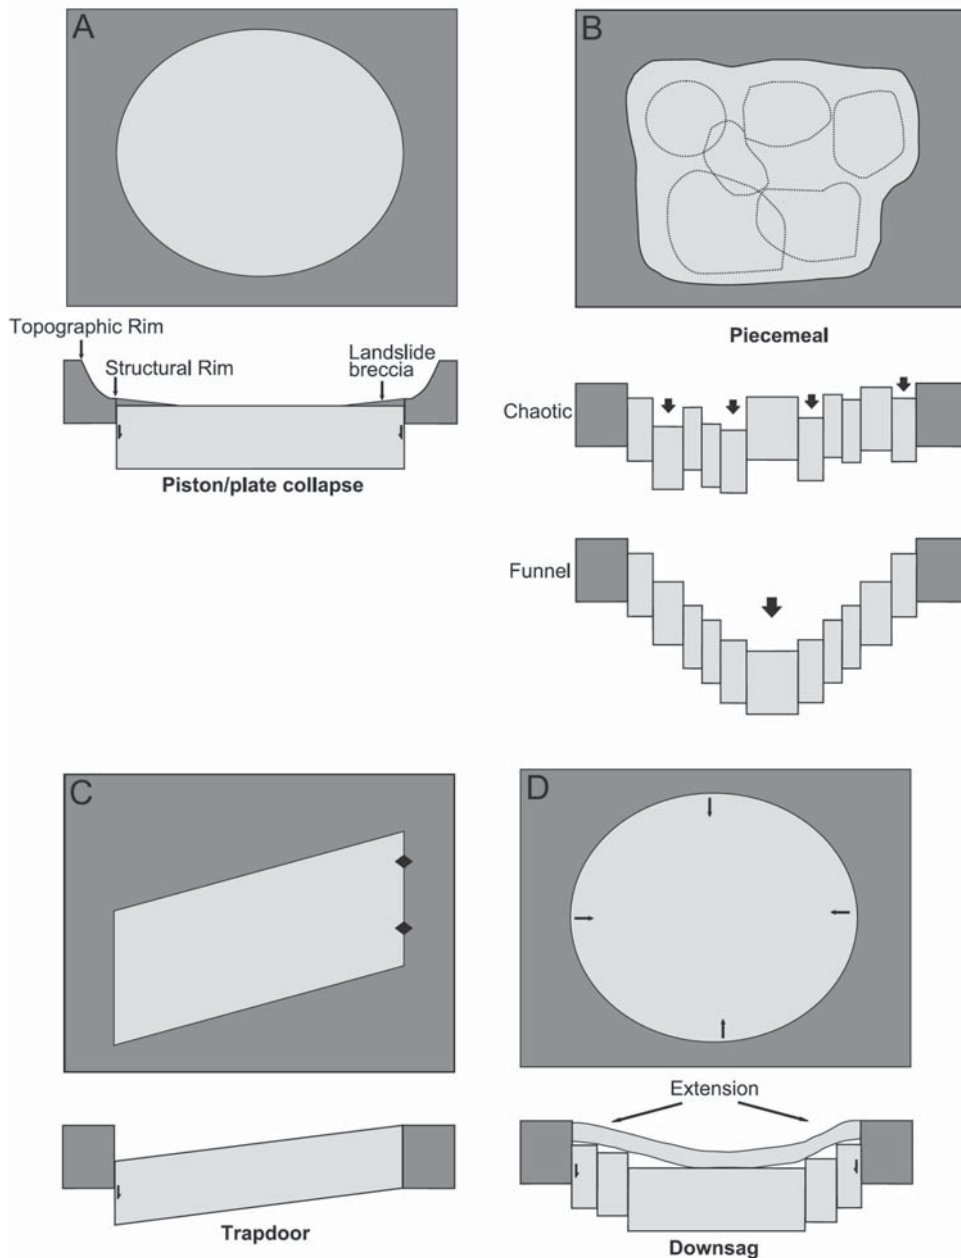 A
Topographic Rim
Structural Rim
Landslide
breccia
Piston/plate collapse
B
Piecemeal
Chaotic
Funnel
C
Trapdoor
D
Extension
Downsag